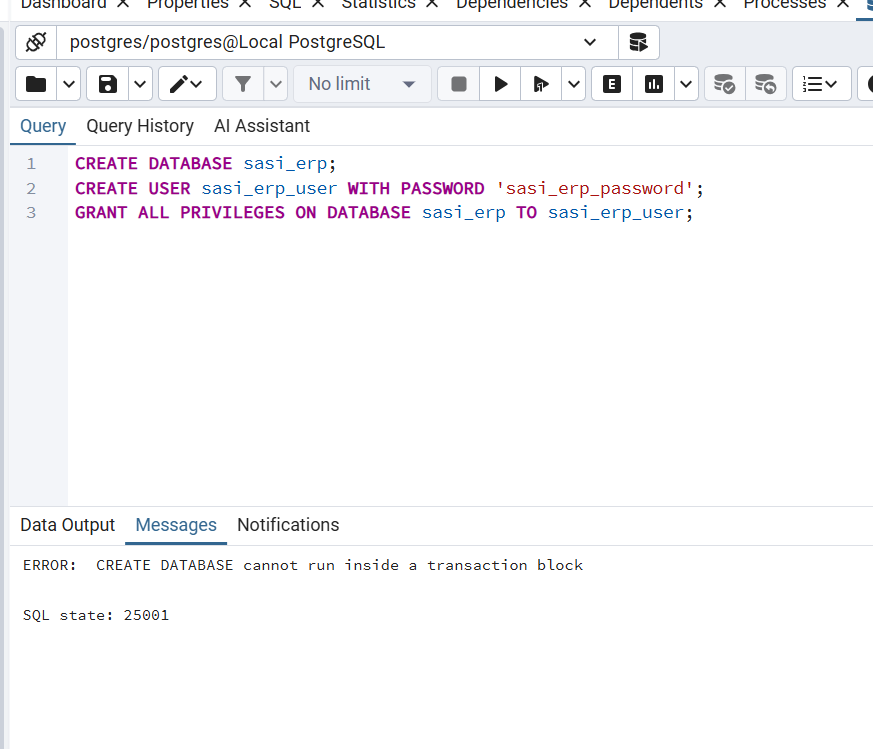 Dashboard Properties SQL Statistics Dependencies Dependents Processes
postgres/postgres@Local PostgreSQL
No limit
E
Query Query History AI Assistant
1 CREATE DATABASE sasi_erp;
2 CREATE USER sasi_erp_user WITH PASSWORD 'sasi_erp_password';
3 GRANT ALL PRIVILEGES ON DATABASE sasi_erp TO sasi_erp_user;
Data Output Messages Notifications
ERROR: CREATE DATABASE cannot run inside a transaction block
SQL state: 25001